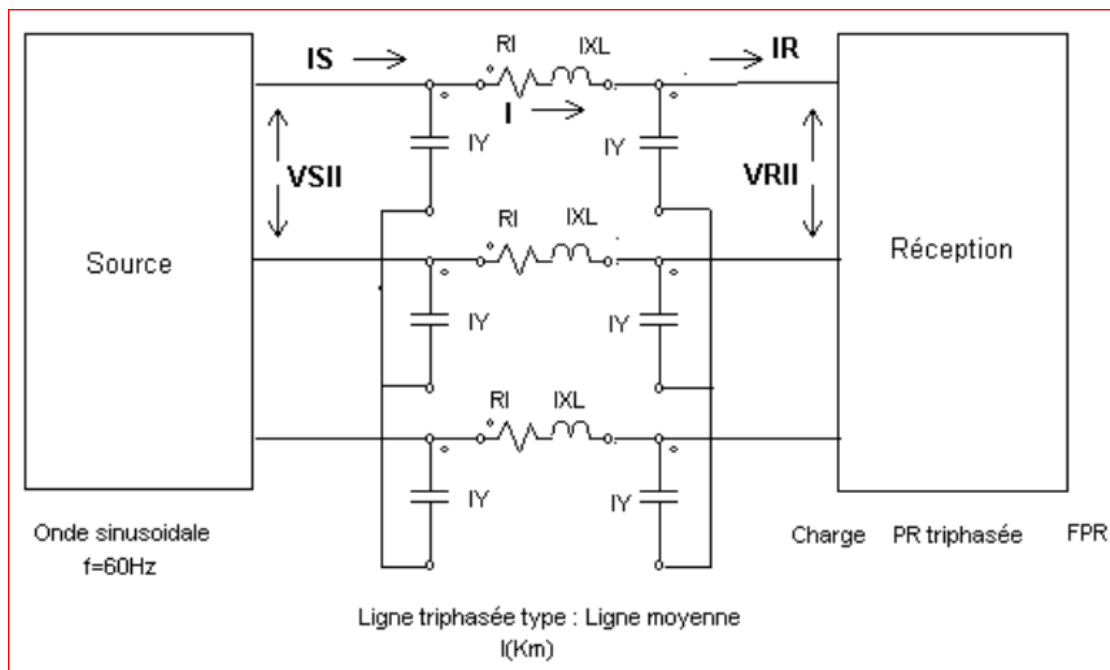 IS
RI
IXL
IR
I
IY
IY
VSII
VRII
RI
IXL
Source
Réception
IY
IY
RI
IXL
IY
IY
Onde sinusoidale
f=60Hz
Charge PR triphasée FPR
Ligne triphasée type : Ligne moyenne
l(Km)